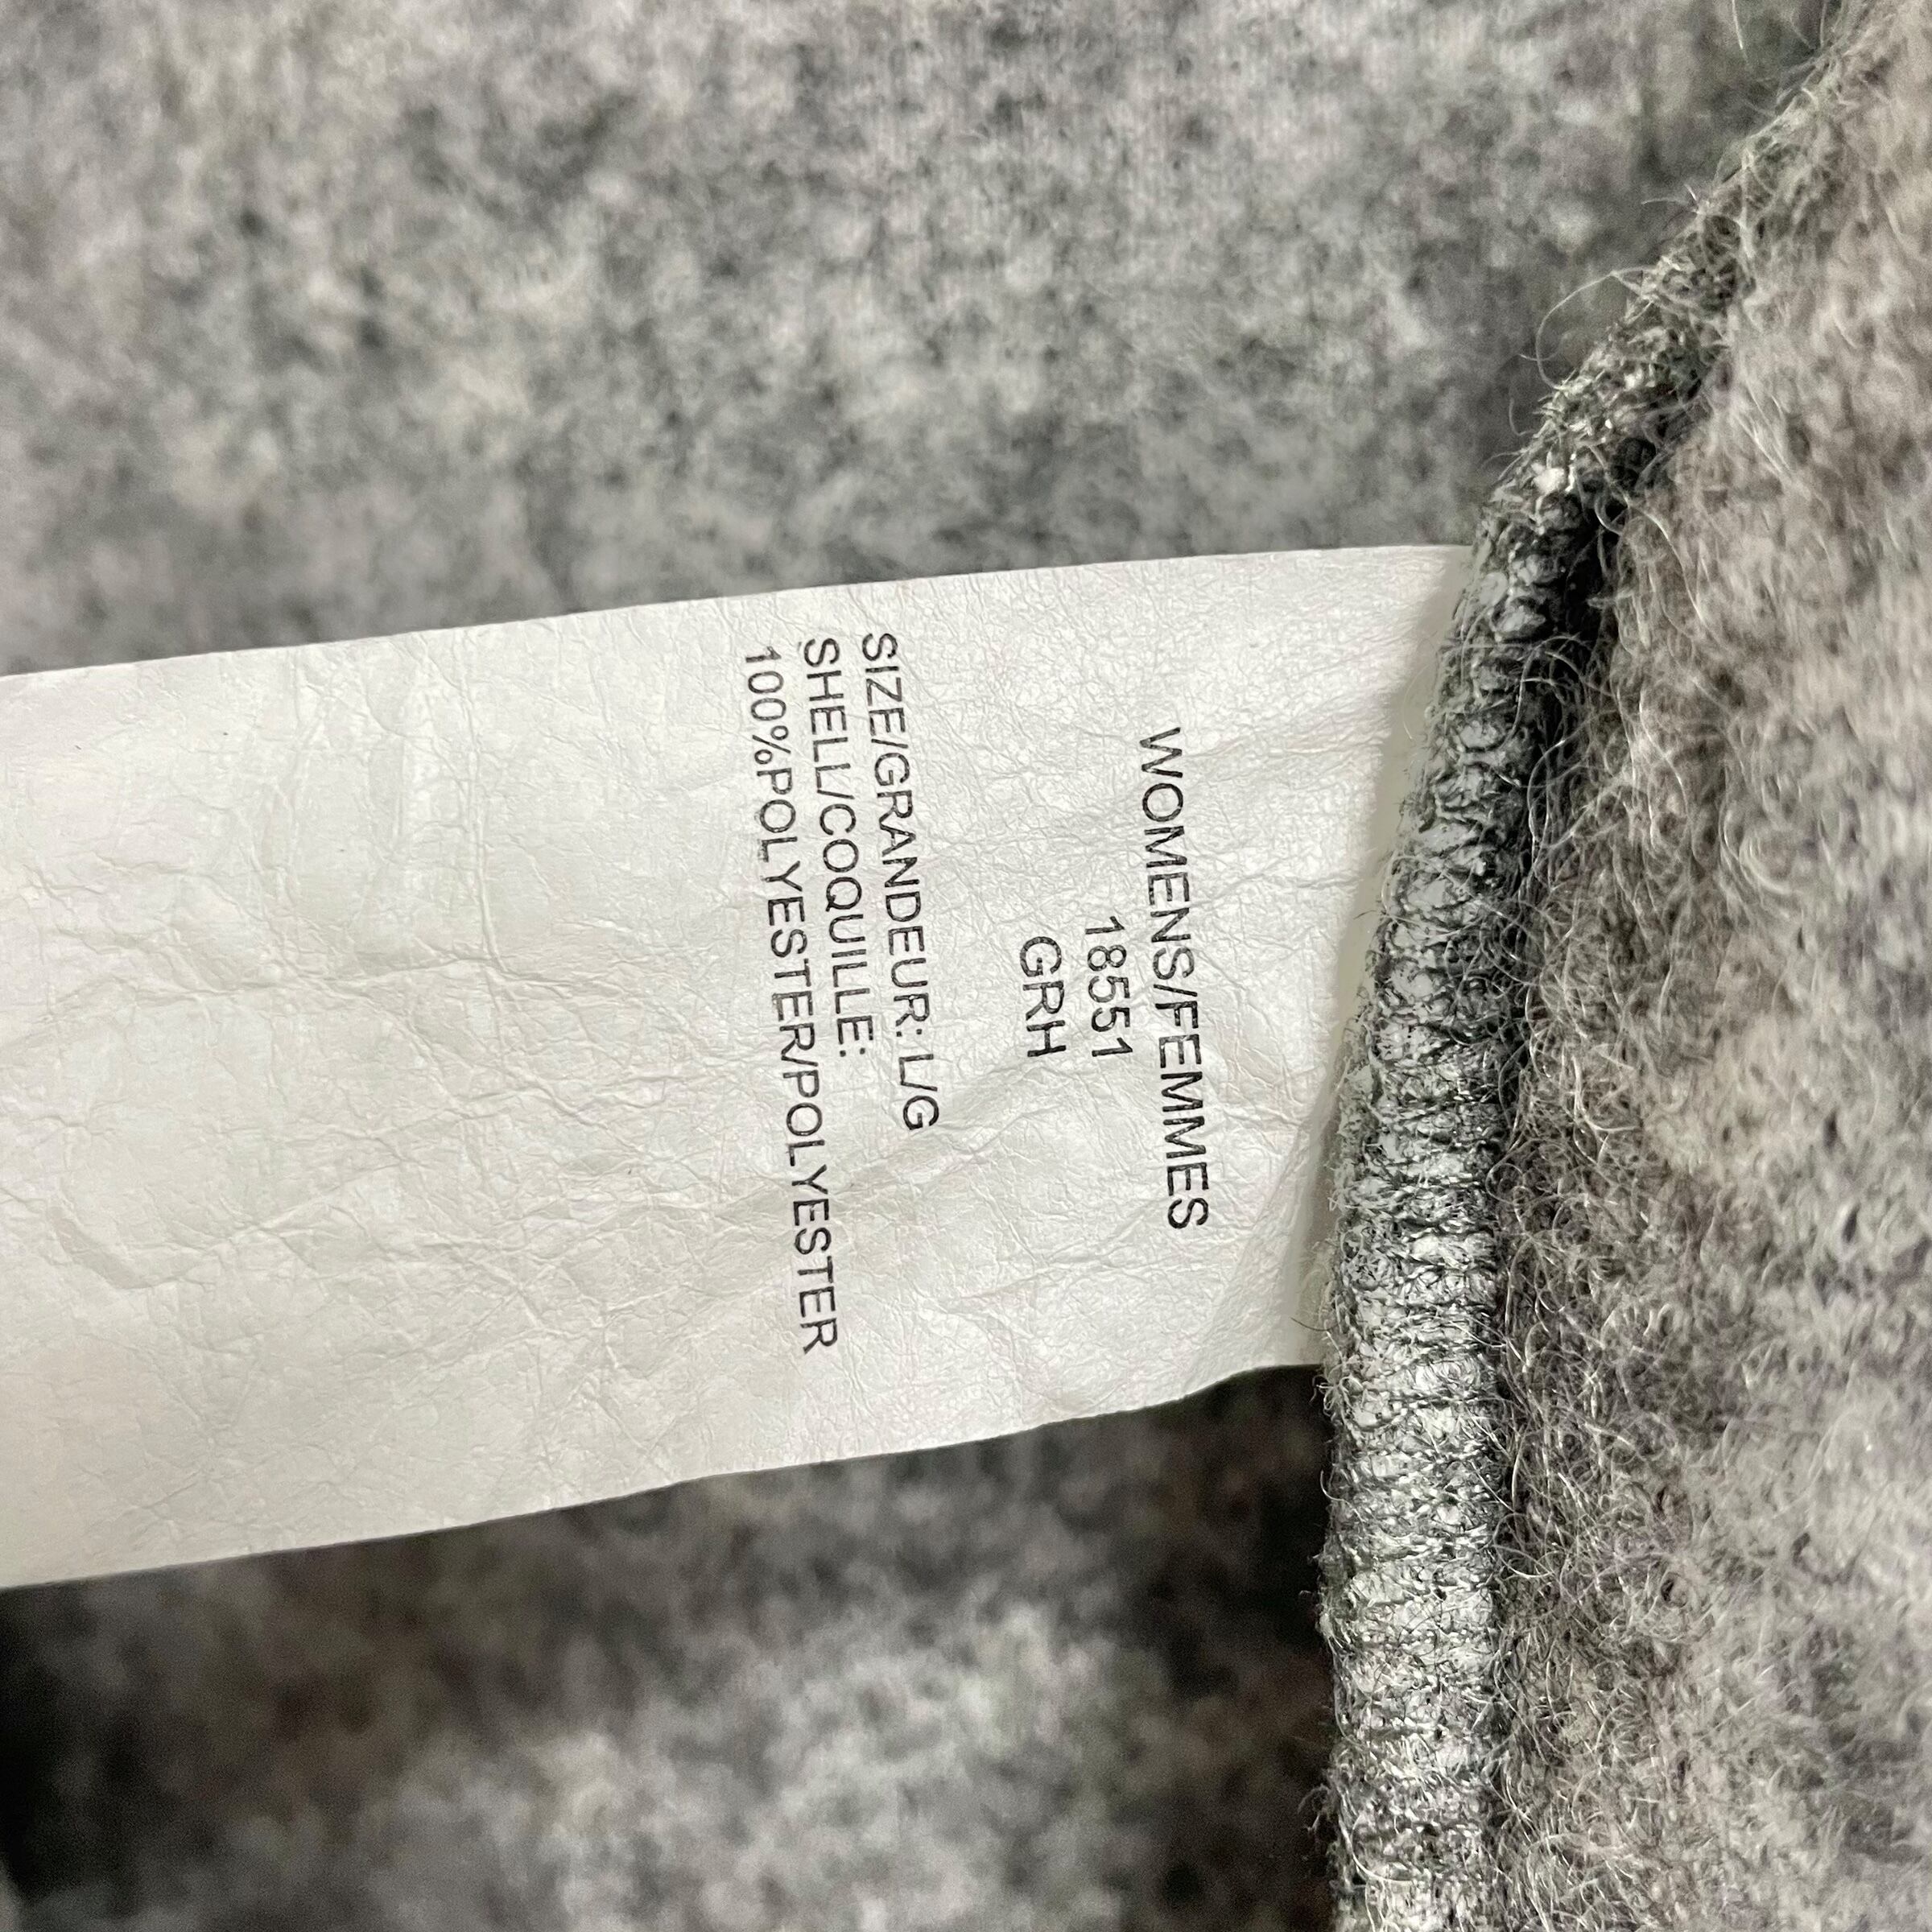 WOMENS/FEMMES
18551
GRH
SIZE/GRANDEUR: L/G
SHELL/COQUILLE:
100%POLYESTER/POLYESTER